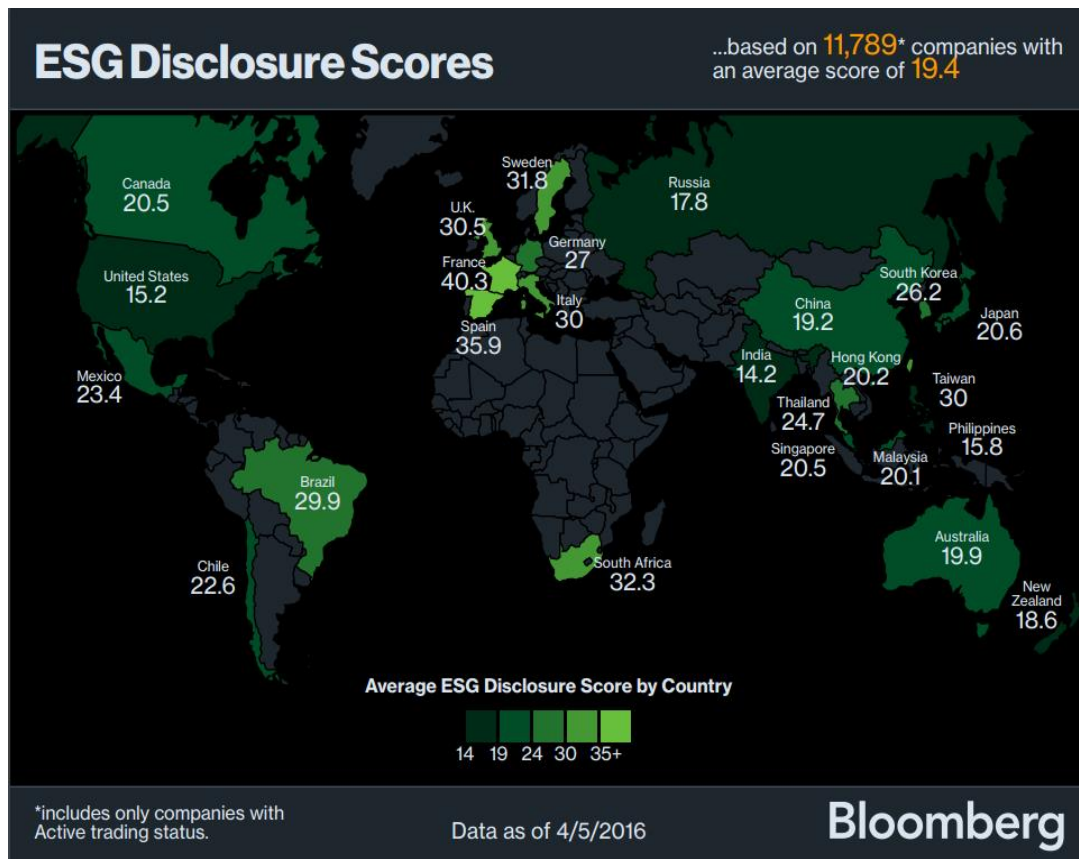 ESG Disclosure Scores
...based on 11,789* companies with
an average score of 19.4
Canada
20.5
United States
15.2
Mexico
23.4
Brazil
29.9
Chile
22.6
Sweden
31.8
U.K.
30.5
France
40.3
Spain
35.9
Germany
27
Italy
30
Russia
17.8
South Africa
32.3
South Korea
26.2
China
19.2
Japan
20.6
India
14.2
Hong Kong
20.2
Taiwan
30
Thailand
24.7
Philippines
15.8
Singapore
20.5
Malaysia
20.1
Australia
19.9
New
Zealand
18.6
Average ESG Disclosure Score by Country
14 19 24 30 35+
*includes only companies with
Active trading status.
Data as of 4/5/2016
Bloomberg